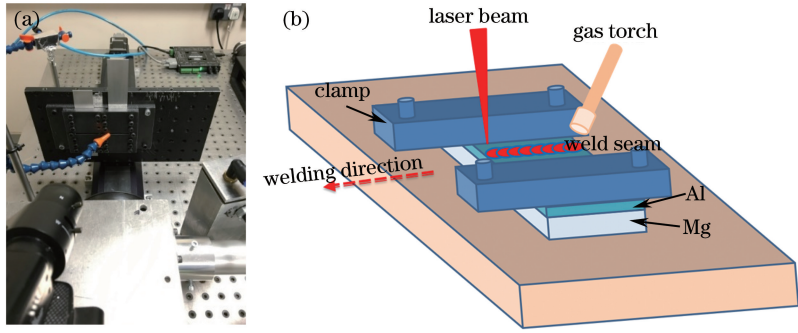 (a)
(b)
laser beam
gas torch
clamp
weld seam
welding direction
Al
Mg